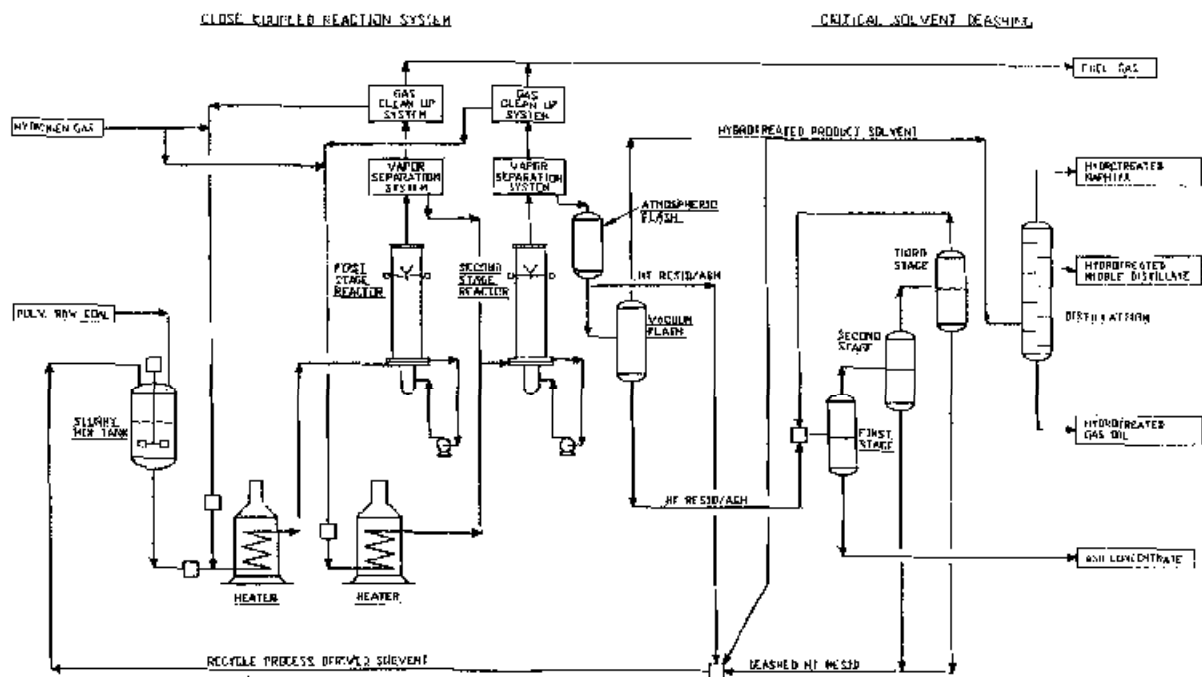 CLOSE COUPLED REACTION SYSTEM
CRITICAL SOLVENT DEASHING
FUEL GAS
GAS
CLEAN UP
SYSTEM
GAS
CLEAN UP
SYSTEM
HYDROGEN GAS
HYDROTREATED PRODUCT SOLVENT
VAPOR
SEPARATION
SYSTEM
VAPOR
SEPARATION
SYSTEM
HYDROTREATED
NAPHTHA
ATMOSPHERIC
FLASH
THIRD
STAGE
FIRST
STAGE
REACTOR
SECOND
STAGE
REACTOR
HT RESID/ASH
HYDROTREATED
MIDDLE DISTILLATE
PULV. RAW COAL
VACUUM
FLASH
DISTILLATION
SECOND
STAGE
SLURRY
MIX TANK
FIRST
STAGE
HYDROTREATED
GAS OIL
HT RESID/ASH
ASH CONCENTRATE
HEATER
HEATER
RECYCLE PROCESS DERIVED SOLVENT
DEASHED HT RESID